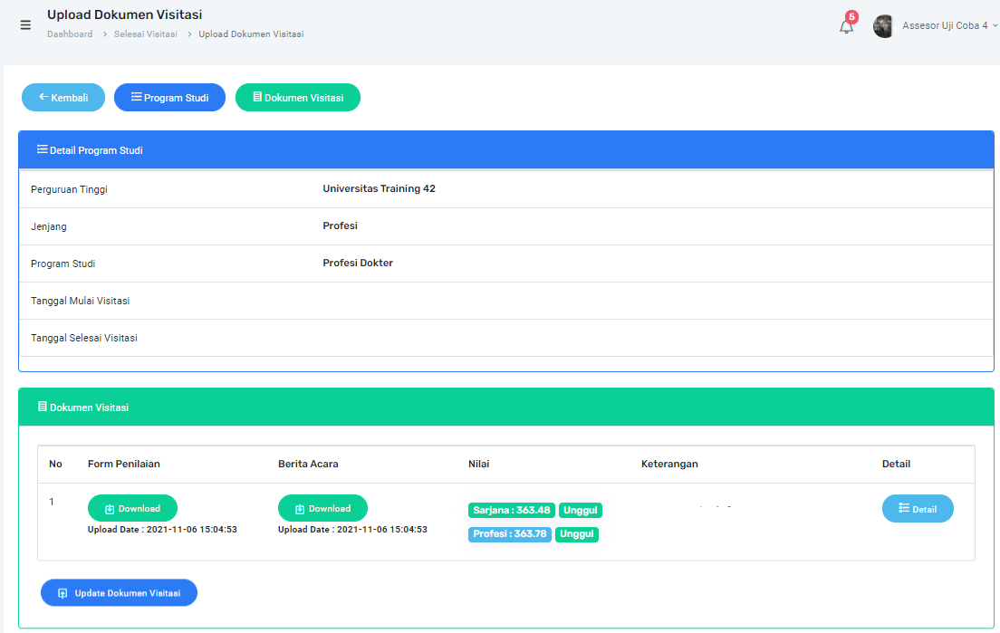 Upload Dokumen Visitasi
Dashboard > Selesai Visitasi > Upload Dokumen Visitasi
5
Assesor Uji Coba 4
Kembali
Program Studi
Dokumen Visitasi
Detail Program Studi
Perguruan Tinggi Universitas Training 42
Jenjang Profesi
Program Studi Profesi Dokter
Tanggal Mulai Visitasi
Tanggal Selesai Visitasi
Dokumen Visitasi
No Form Penilaian Berita Acara Nilai Keterangan Detail
1 Download Download Sarjana : 363.48 Unggul Detail
Upload Date : 2021-11-06 15:04:53 Upload Date : 2021-11-06 15:04:53 Profesi : 363.78 Unggul
Update Dokumen Visitasi